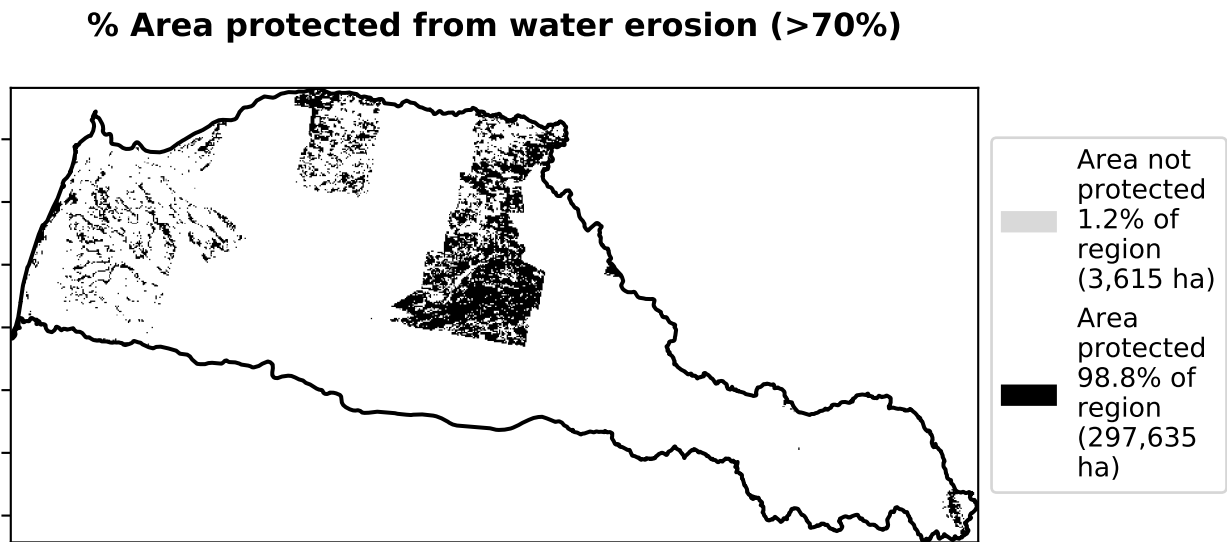 % Area protected from water erosion (>70%)
Area not
protected
1.2% of
region
(3,615 ha)
Area
protected
98.8% of
region
(297,635
ha)